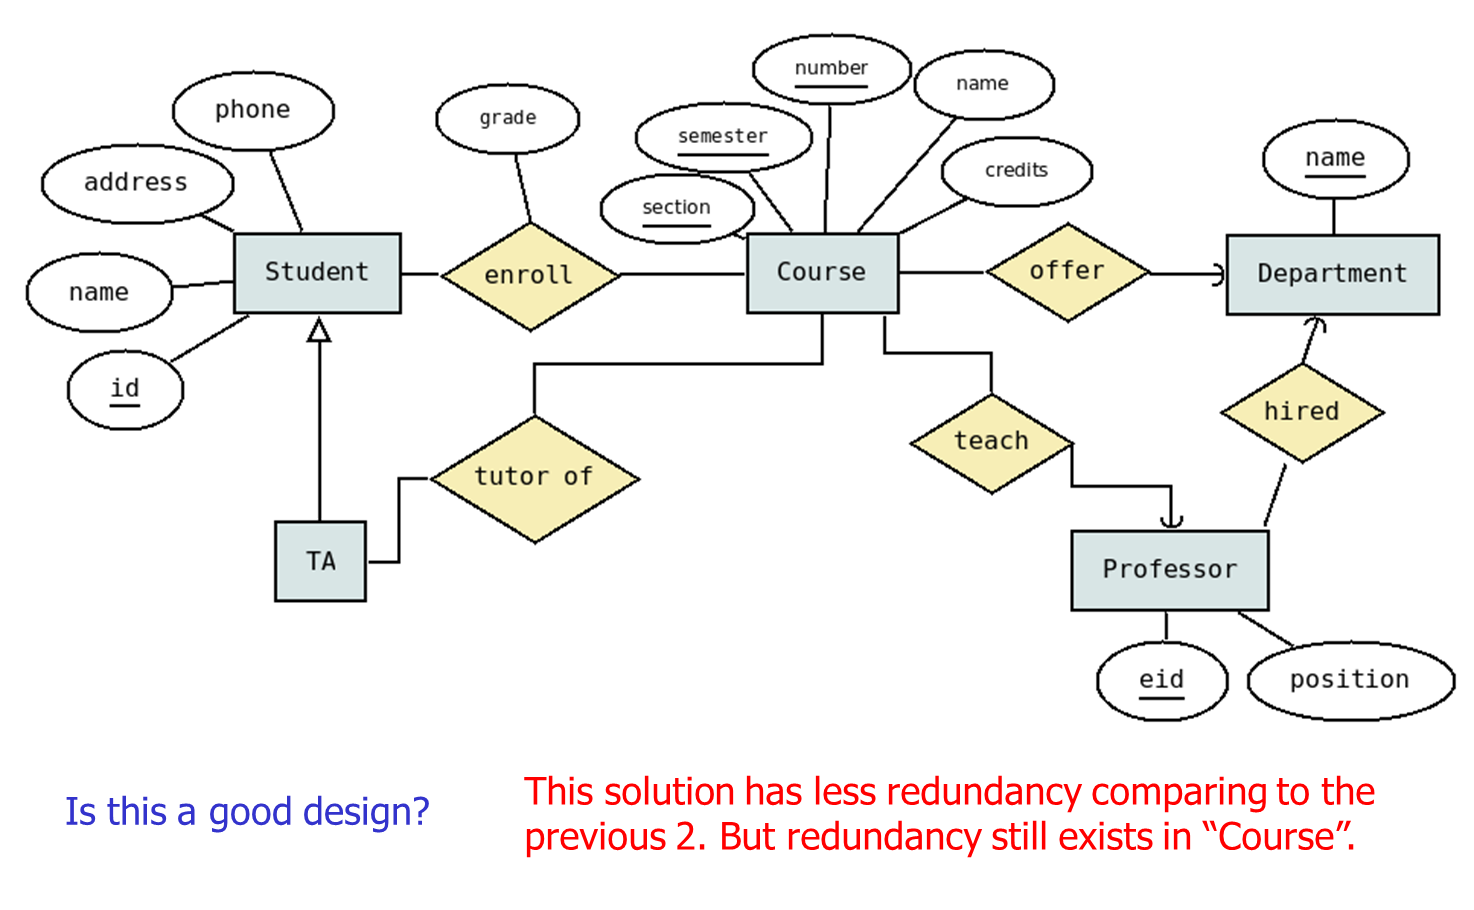 number
name
phone
grade
semester
name
address
credits
section
Student
enroll
Course
offer
Department
name
id
hired
teach
tutor of
TA
Professor
eid
position
Is this a good design?
This solution has less redundancy comparing to the
previous 2. But redundancy still exists in “Course”.